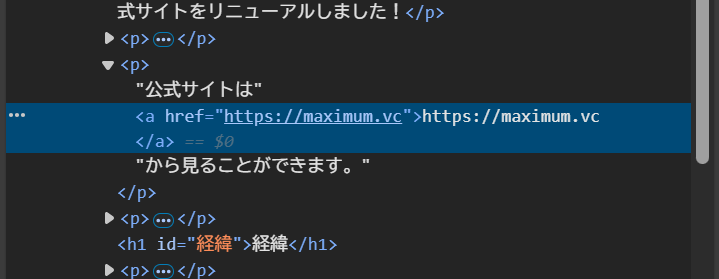 式サイトをリニューアルしました！</p>
<p>…</p>
<p>
"公式サイトは"
<a href="https://maximum.vc">https://maximum.vc
</a> == $0
"から見ることができます。"
</p>
<p>…</p>
<h1 id="経緯">経緯</h1>
<p>…</p>